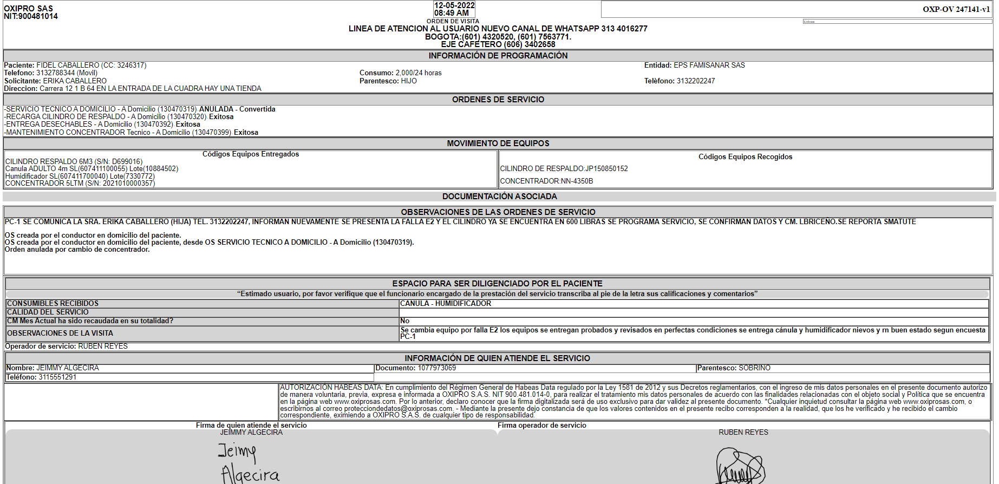 OXIPRO SAS
NIT:900481014
12-05-2022
08:49 AM
OXP-OV 247141-v1
Exitosa
ORDEN DE VISITA
LINEA DE ATENCION AL USUARIO NUEVO CANAL DE WHATSAPP 313 4016277
BOGOTA:(601) 4320520, (601) 7563771.
EJE CAFETERO (606) 3402658
INFORMACIÓN DE PROGRAMACIÓN
Paciente: FIDEL CABALLERO (CC: 3246317) Entidad: EPS FAMISANAR SAS
Telefono: 3132788344 (Movil) Consumo: 2,000/24 horas
Solicitante: ERIKA CABALLERO Parentesco: HIJO Telèfono: 3132202247
Direccion: Carrera 12 1 B 64 EN LA ENTRADA DE LA CUADRA HAY UNA TIENDA
ORDENES DE SERVICIO
-SERVICIO TECNICO A DOMICILIO - A Domicilio (130470319) ANULADA - Convertida
-RECARGA CILINDRO DE RESPALDO - A Domicilio (130470320) Exitosa
-ENTREGA DESECHABLES - A Domicilio (130470392) Exitosa
-MANTENIMIENTO CONCENTRADOR Tecnico - A Domicilio (130470399) Exitosa
MOVIMIENTO DE EQUIPOS
Códigos Equipos Entregados
CILINDRO RESPALDO 6M3 (S/N: D699016)
Canula ADULTO 4m SL(607411100055) Lote(10884502)
Humidificador SL(607411700040) Lote(7330772)
CONCENTRADOR 5LTM (S/N: 2021010000357)
Códigos Equipos Recogidos
CILINDRO DE RESPALDO:JP150850152
CONCENTRADOR:NN-4350B
DOCUMENTACIÓN ASOCIADA
OBSERVACIONES DE LAS ORDENES DE SERVICIO
PC-1 SE COMUNICA LA SRA. ERIKA CABALLERO (HIJA) TEL. 3132202247, INFORMAN NUEVAMENTE SE PRESENTA LA FALLA E2 Y EL CILINDRO YA SE ENCUENTRA EN 600 LIBRAS SE PROGRAMA SERVICIO, SE CONFIRMAN DATOS Y CM. LBRICEÑO.SE REPORTA SMATUTE
OS creada por el conductor en domicilio del paciente.
OS creada por el conductor en domicilio del paciente, desde OS SERVICIO TECNICO A DOMICILIO - A Domicilio (130470319).
Orden anulada por cambio de concentrador.
ESPACIO PARA SER DILIGENCIADO POR EL PACIENTE
“Estimado usuario, por favor verifique que el funcionario encargado de la prestación del servicio transcriba al pie de la letra sus calificaciones y comentarios”
CONSUMIBLES RECIBIDOS CANULA - HUMIDIFICADOR
CALIDAD DEL SERVICIO
CM Mes Actual ha sido recaudada en su totalidad? No
OBSERVACIONES DE LA VISITA Se cambia equipo por falla E2 los equipos se entregan probados y revisados en perfectas condiciones se entrega cánula y humidificador nievos y rn buen estado segun encuesta
PC-1
Operador de servicio: RUBEN REYES
INFORMACIÓN DE QUIEN ATIENDE EL SERVICIO
Nombre: JEIMMY ALGECIRA Documento: 1077973069 Parentesco: SOBRINO
Teléfono: 3115551291
AUTORIZACIÓN HABEAS DATA: En cumplimiento del Régimen General de Habeas Data regulado por la Ley 1581 de 2012 y sus Decretos reglamentarios, con el ingreso de mis datos personales en el presente documento autorizo
de manera voluntaria, previa, expresa e informada a OXIPRO S.A.S. NIT 900.481.014-0, para realizar el tratamiento mis datos personales de acuerdo con las finalidades relacionadas con el objeto social y Política que se encuentra
en la página web www.oxiprosas.com. Por lo anterior, declaro conocer que la firma digitalizada será de uso exclusivo para dar validez al presente documento. *Cualquier inquietud consultar la página web www.oxiprosas.com, o
escribirnos al correo protecciondedatos@oxiprosas.com. - Mediante la presente dejo constancia de que los valores contenidos en el presente recibo corresponden a la realidad, que los he verificado y he recibido el cambio
correspondiente, eximiendo a OXIPRO S.A.S. de cualquier tipo de responsabilidad.
Firma de quien atiende el servicio
JEIMMY ALGECIRA
Jeimy
Algecira
Firma operador de servicio
RUBEN REYES